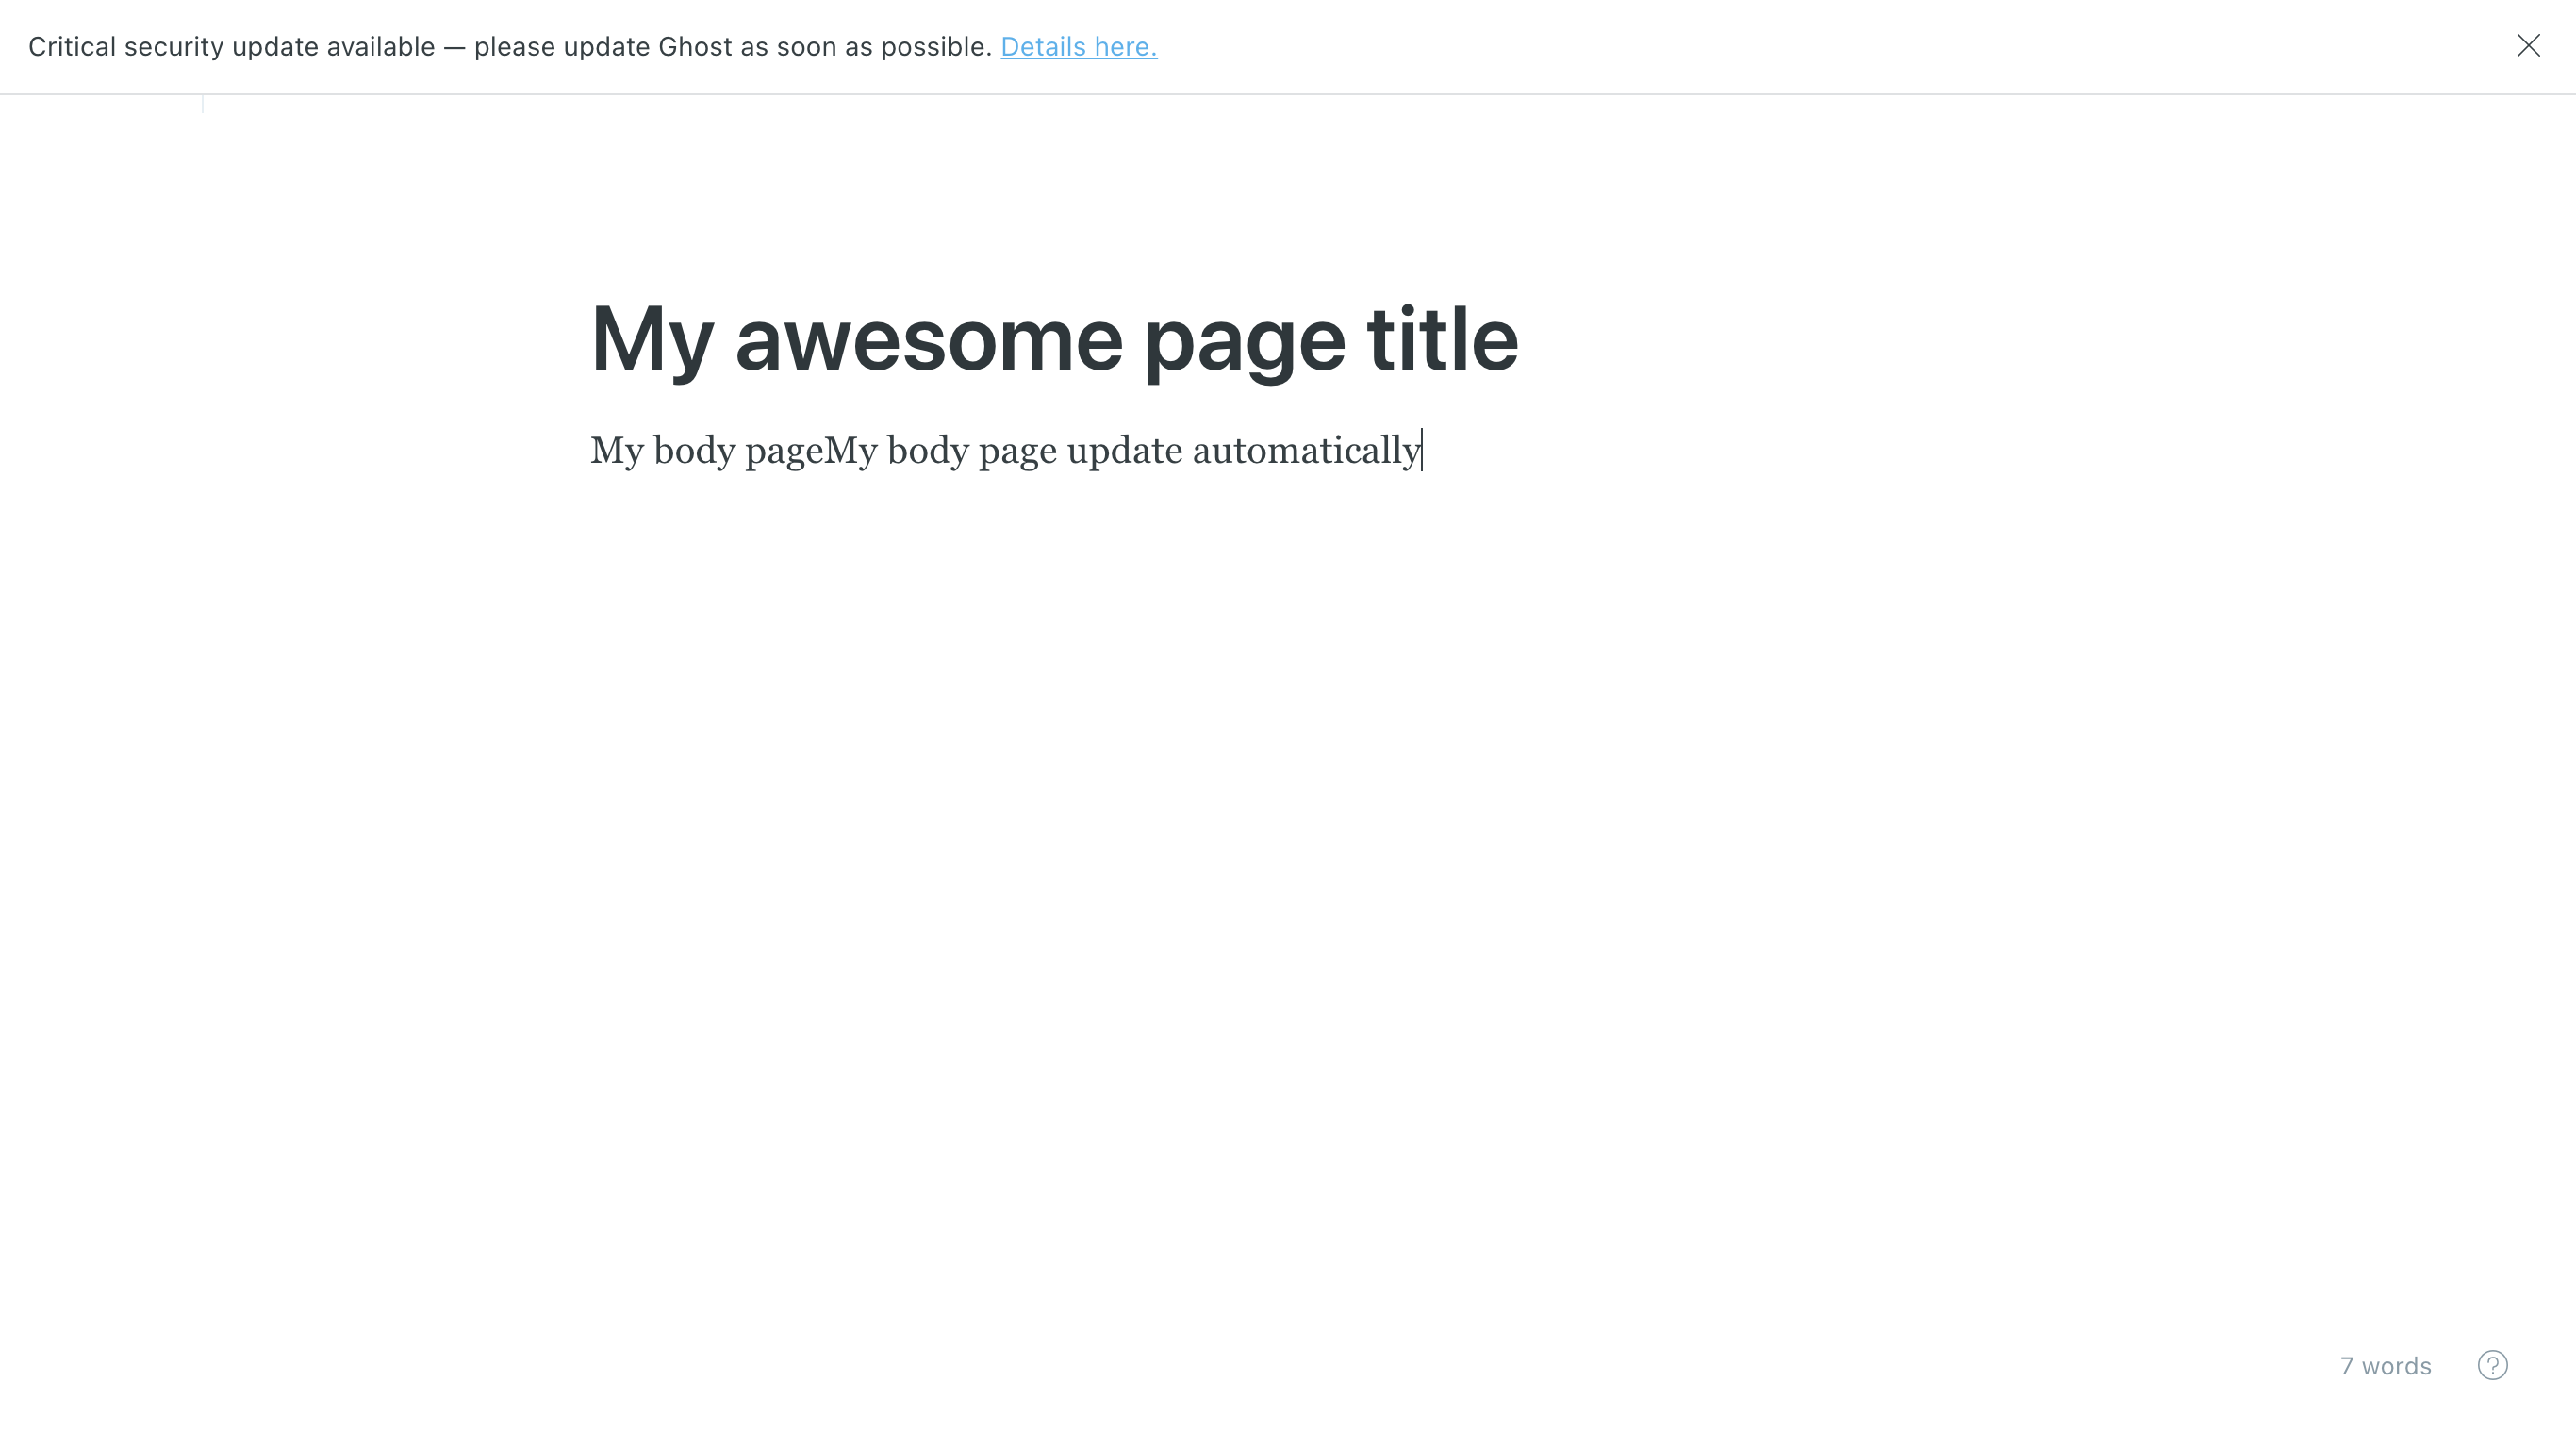 Critical security update available — please update Ghost as soon as possible. Details here.
My awesome page title
My body pageMy body page update automatically
7 words
?